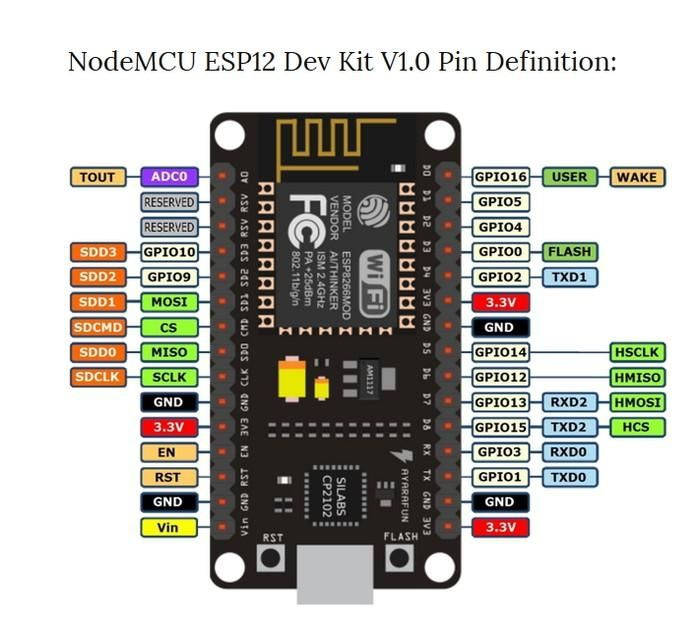 NodeMCU ESP12 Dev Kit V1.0 Pin Definition:
TOUT ADC0 A0 D0 GPIO16 USER WAKE
RESERVED RSV D1 GPIO5
RESERVED RSV D2 GPIO4
SDD3 GPIO10 SD3 D3 GPIO0 FLASH
SDD2 GPIO9 SD2 D4 GPIO2 TXD1
SDD1 MOSI SD1 3V3 3.3V
SDCMD CS CMD GND GND
SDD0 MISO SDO D5 GPIO14 HSCLK
SDCLK SCLK CLK D6 GPIO12 HMISO
GND GND D7 GPIO13 RXD2 HMOSI
3.3V 3V3 D8 GPIO15 TXD2 HCS
EN EN RX GPIO3 RXD0
RST RST TX GPIO1 TXD0
GND GND GND GND
Vin Vin 3V3 3.3V
MODEL ESP8266MOD
VENDOR AITHINKER
ISM 2.4GHz
PA +25dBm
802.11b/g/n
FC
Wi Fi
AM1117
SILABS
CP2102
AYARAFUN
RST
FLASH